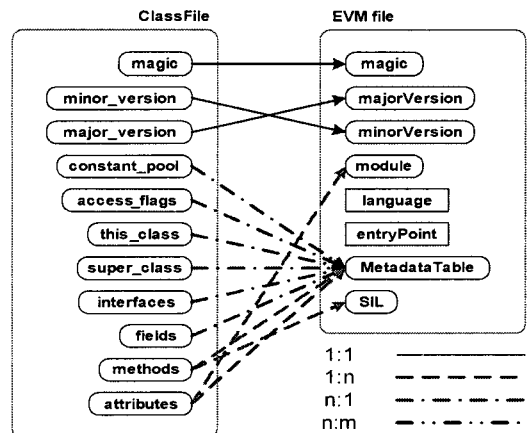 ClassFile
EVM file
magic
minor_version
major_version
constant_pool
access_flags
this_class
super_class
interfaces
fields
methods
attributes
magic
majorVersion
minorVersion
module
language
entryPoint
MetadataTable
SIL
1:1
1:n
n:1
n:m